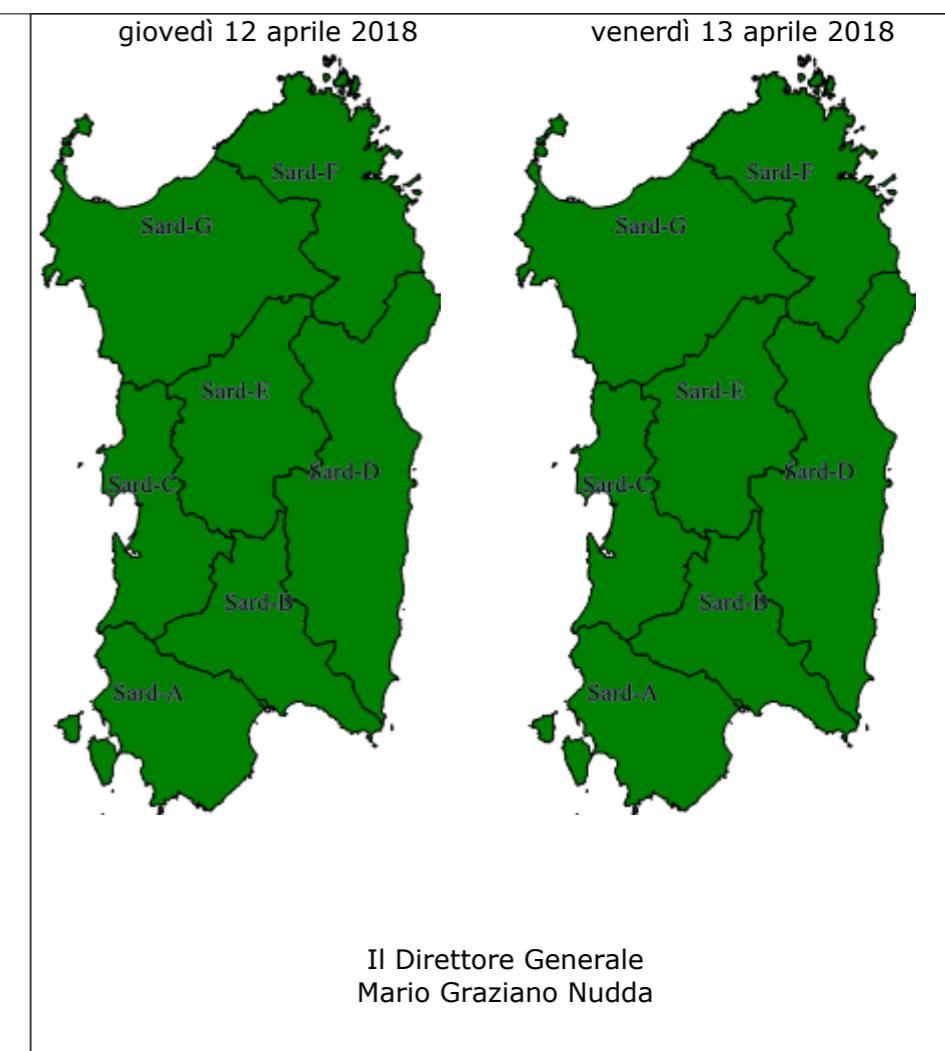 giovedì 12 aprile 2018
venerdì 13 aprile 2018
Sard-F
Sard-G
Sard-E
Sard-D
Sard-C
Sard-B
Sard-A
Sard-F
Sard-G
Sard-E
Sard-D
Sard-C
Sard-B
Sard-A
Il Direttore Generale
Mario Graziano Nudda